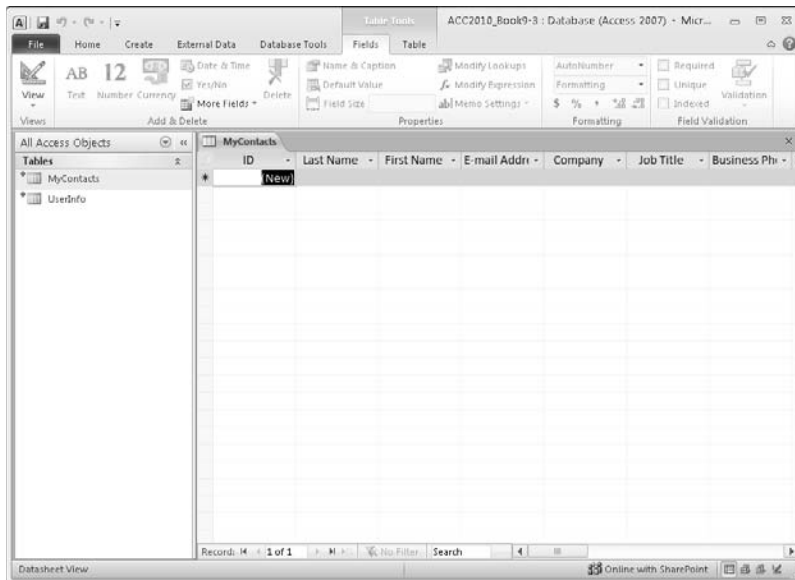 Table Tools
ACC2010_Book9-3 : Database (Access 2007) - Micr...
File Home Create External Data Database Tools Fields Table
View
AB Text
12 Number
Currency
Date & Time
Yes/No
More Fields
Delete
Name & Caption
Default Value
Field Size
Modify Lookups
Modify Expression
ab Memo Settings
AutoNumber
Formatting
$ % ,
Required
Unique
Indexed
Validation
Views Add & Delete Properties Formatting Field Validation
All Access Objects
Tables
MyContacts
UserInfo
MyContacts
ID Last Name First Name E-mail Addre Company Job Title Business Pho
(New)
Record: 1 of 1 No Filter Search
Datasheet View
Online with SharePoint